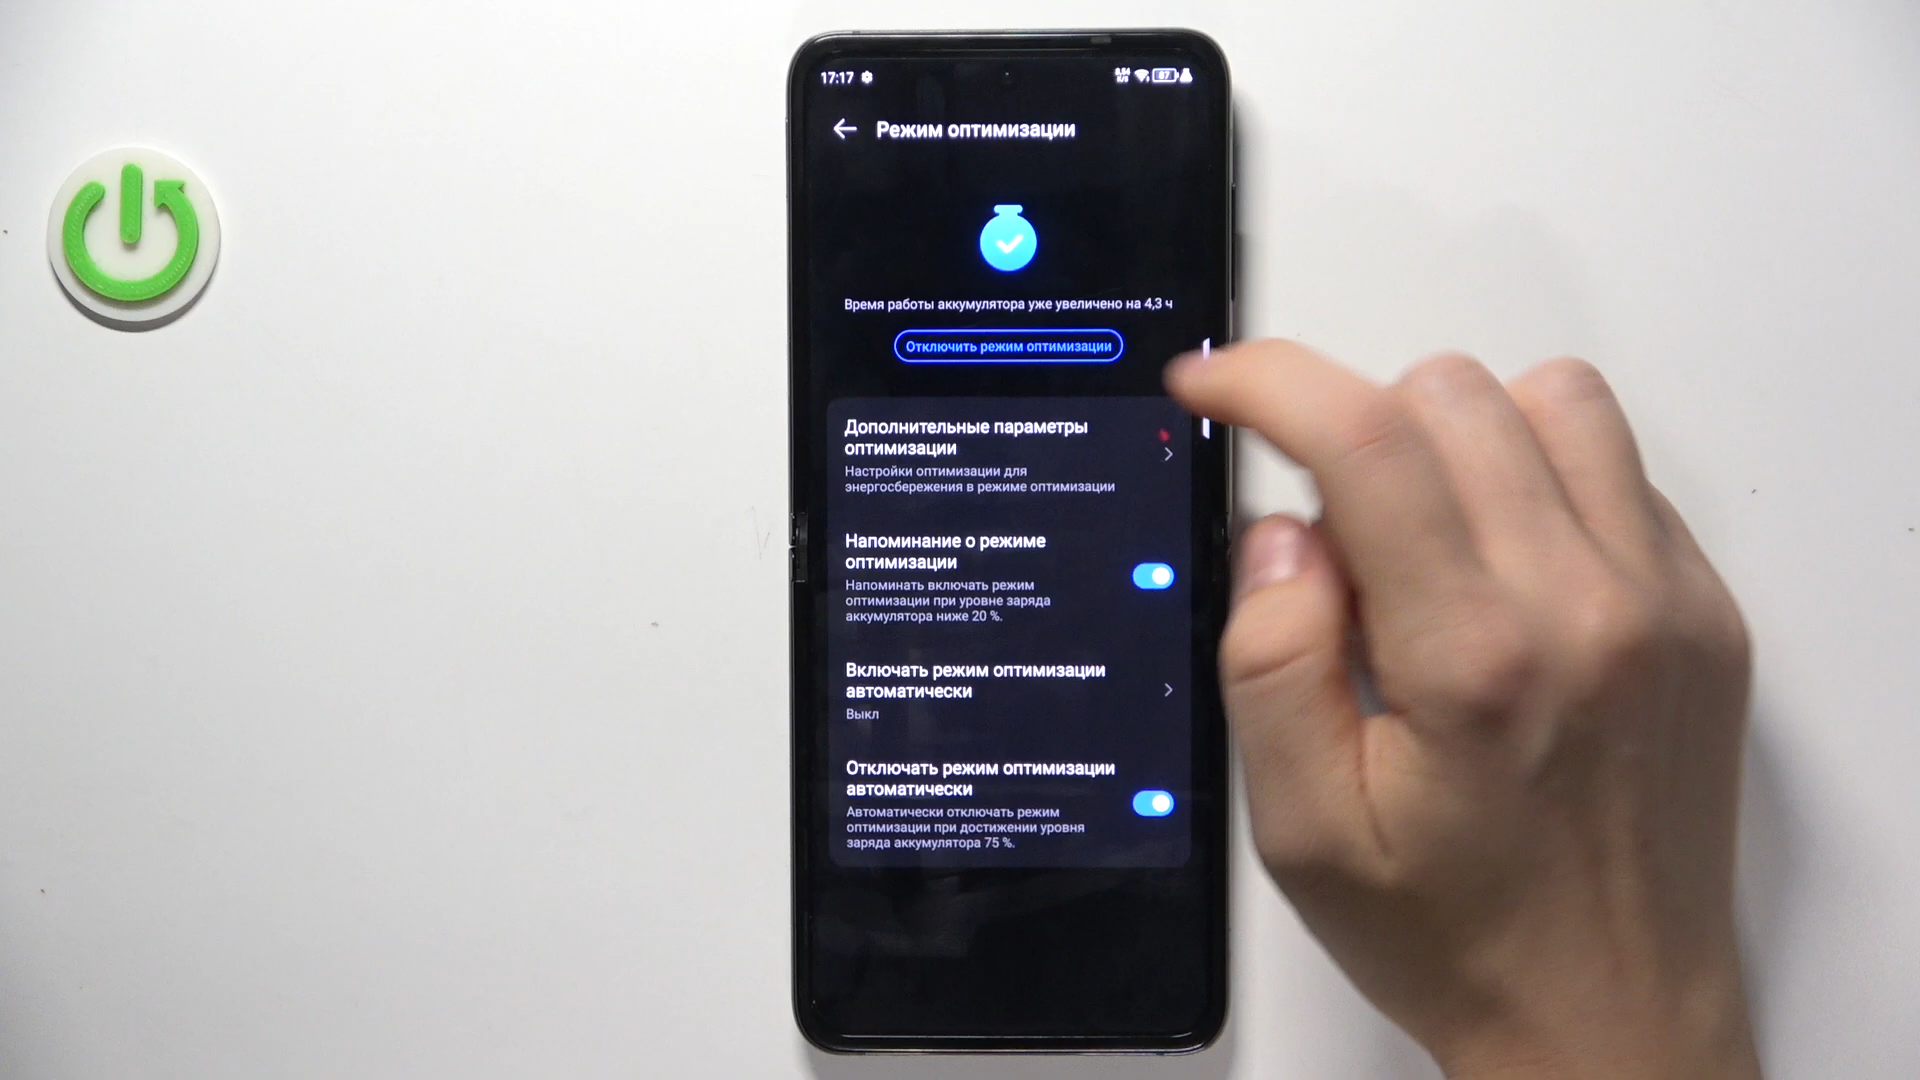 17:17
87
Режим оптимизации
Время работы аккумулятора уже увеличено на 4,3 ч
Отключить режим оптимизации
Дополнительные параметры
оптимизации
Настройки оптимизации для
энергосбережения в режиме оптимизации
Напоминание о режиме
оптимизации
Напоминать включать режим
оптимизации при уровне заряда
аккумулятора ниже 20 %.
Включать режим оптимизации
автоматически
Выкл
Отключать режим оптимизации
автоматически
Автоматически отключать режим
оптимизации при достижении уровня
заряда аккумулятора 75 %.